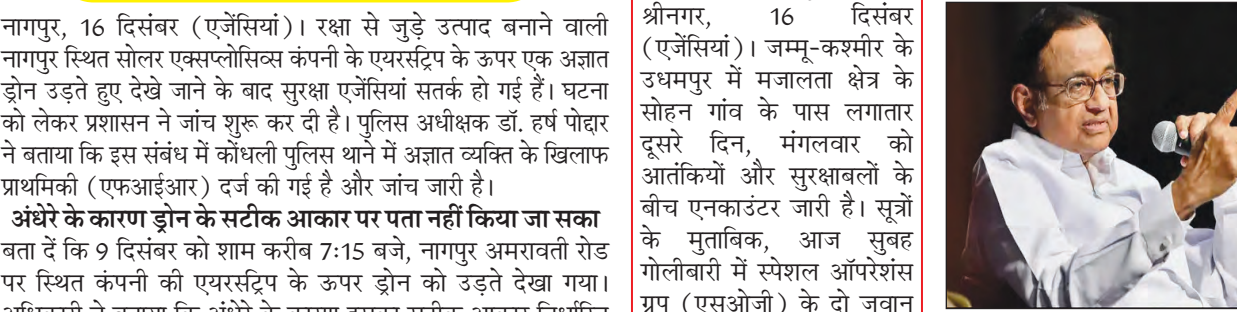 नागपुर, 16 दिसंबर (एजेंसियां)। रक्षा से जुड़े उत्पाद बनाने वाली
नागपुर स्थित सोलर एक्सप्लोसिव्स कंपनी के एयरसेंट्रिप के ऊपर एक अज्ञात
ड्रोन उड़ते हुए देखे जाने के बाद सुरक्षा एजेंसियां सतर्क हो गई हैं। घटना
को लेकर प्रशासन ने जांच शुरू कर दी है। पुलिस अधीक्षक डॉ. हर्ष पोद्दार
ने बताया कि इस संबंध में कोंधली पुलिस थाने में अज्ञात व्यक्ति के खिलाफ
प्राथमिकी (एफआईआर) दर्ज की गई है और जांच जारी है।
अंधेरे के कारण ड्रोन के सटीक आकार पर पता नहीं किया जा सका
बता दें कि 9 दिसंबर को शाम करीब 7:15 बजे, नागपुर अमरावती रोड
पर स्थित कंपनी की एयरसेंट्रिप के ऊपर ड्रोन को उड़ते देखा गया।
श्रीनगर, 16 दिसंबर
(एजेंसियां)। जम्मू-कश्मीर के
उधमपुर में मजालता क्षेत्र के
सोहन गांव के पास लगातार
दूसरे दिन, मंगलवार को
आतंकियों और सुरक्षाबलों के
बीच एनकाउंटर जारी है। सूत्रों
के मुताबिक, आज सुबह
गोलीबारी में स्पेशल ऑपरेशंस
ग्रुप (एसओजी) के दो जवान